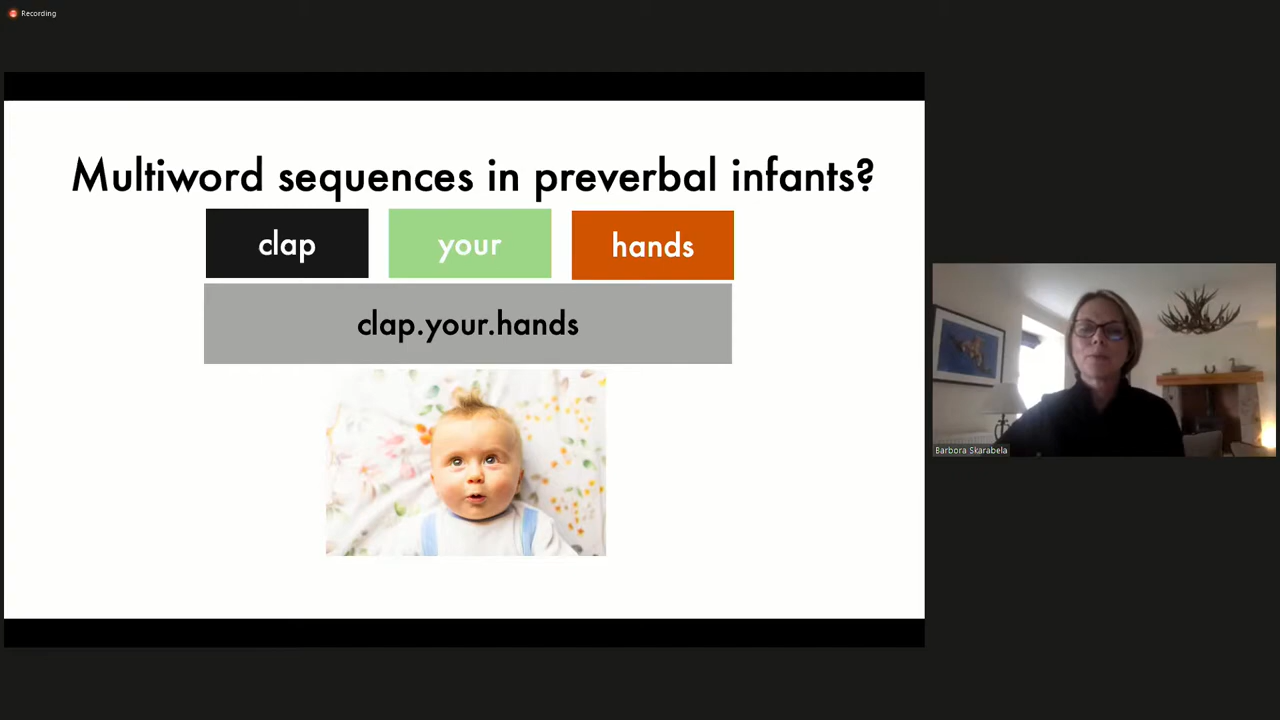 Recording
Multiword sequences in preverbal infants?
clap your hands
clap.your.hands
Barbora Skarabela